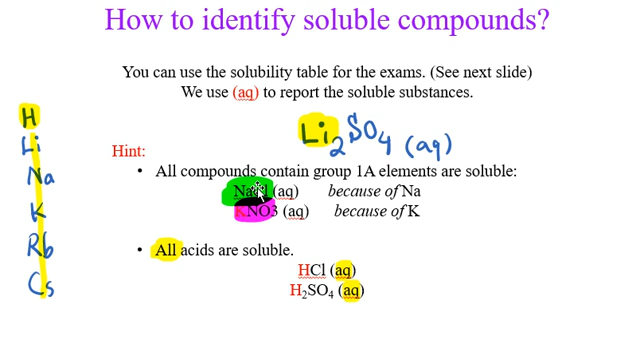 How to identify soluble compounds?
You can use the solubility table for the exams. (See next slide)
We use (aq) to report the soluble substances.
H
Li
Na
K
Rb
Cs
Li₂SO₄ (aq)
Hint:
• All compounds contain group 1A elements are soluble:
(aq) because of Na
KNO3 (aq) because of K
• All acids are soluble.
HCl (aq)
H₂SO₄ (aq)